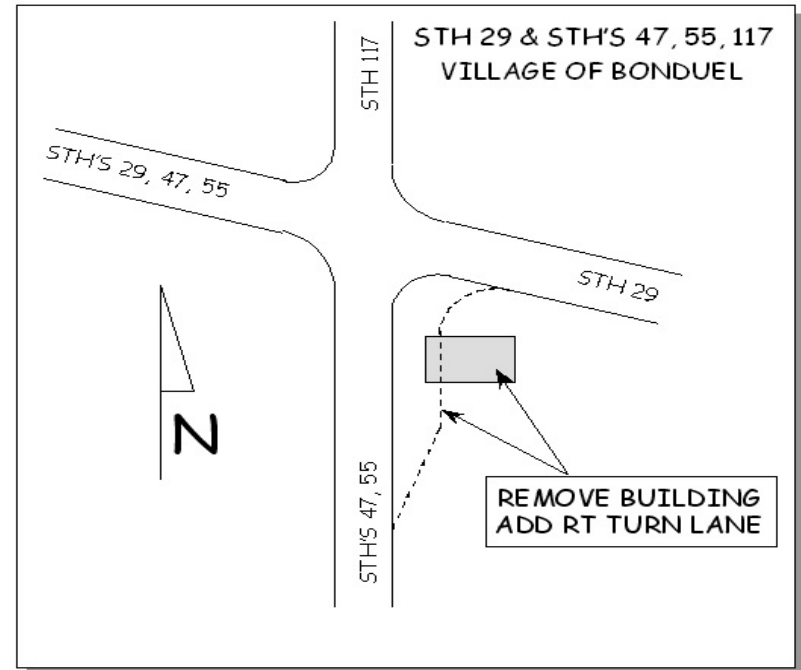 STH 29 & STH'S 47, 55, 117
VILLAGE OF BONDUEL
STH 117
STH'S 29, 47, 55
STH 29
N
STH'S 47, 55
REMOVE BUILDING
ADD RT TURN LANE